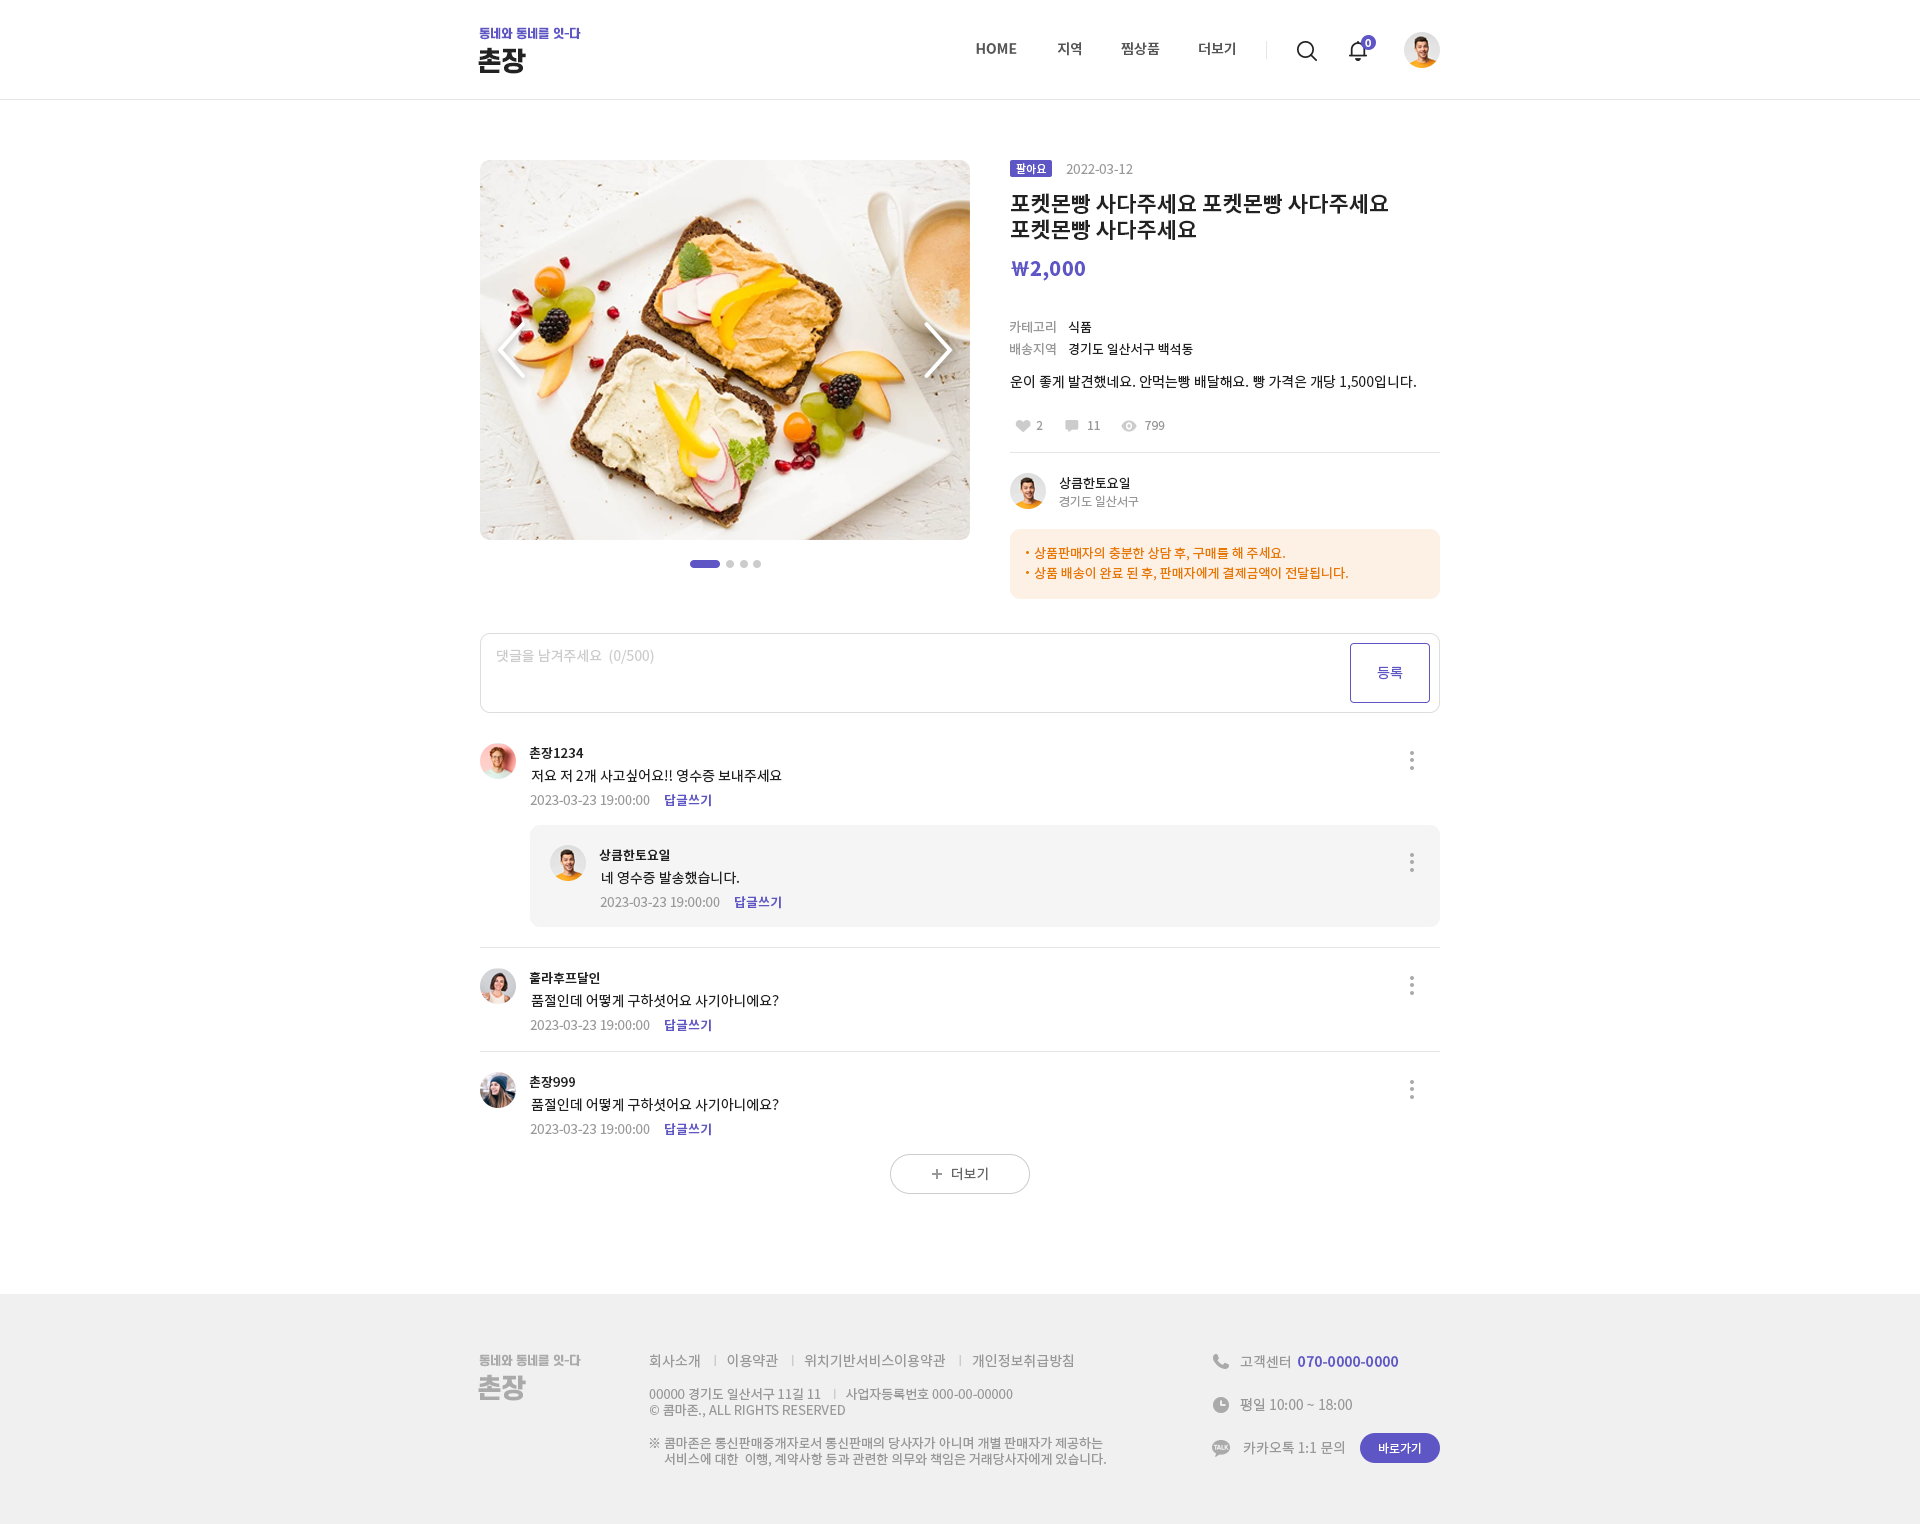 동네와 동네를 잇-다
촌장
HOME 지역 찜상품 더보기
0
팔아요 2022-03-12
포켓몬빵 사다주세요 포켓몬빵 사다주세요
포켓몬빵 사다주세요
₩2,000
카테고리 식품
배송지역 경기도 일산서구 백석동
운이 좋게 발견했네요. 안먹는빵 배달해요. 빵 가격은 개당 1,500입니다.
2 11 799
상큼한토요일
경기도 일산서구
• 상품판매자의 충분한 상담 후, 구매를 해 주세요.
• 상품 배송이 완료 된 후, 판매자에게 결제금액이 전달됩니다.
댓글을 남겨주세요 (0/500)
등록
촌장1234
저요 저 2개 사고싶어요!! 영수증 보내주세요
2023-03-23 19:00:00 답글쓰기
상큼한토요일
네 영수증 발송했습니다.
2023-03-23 19:00:00 답글쓰기
훌라후프달인
품절인데 어떻게 구하셧어요 사기아니에요?
2023-03-23 19:00:00 답글쓰기
촌장999
품절인데 어떻게 구하셧어요 사기아니에요?
2023-03-23 19:00:00 답글쓰기
+ 더보기
동네와 동네를 잇-다
촌장
회사소개 | 이용약관 | 위치기반서비스이용약관 | 개인정보취급방침
00000 경기도 일산서구 11길 11 | 사업자등록번호 000-00-00000
© 콤마존., ALL RIGHTS RESERVED
※ 콤마존은 통신판매중개자로서 통신판매의 당사자가 아니며 개별 판매자가 제공하는
서비스에 대한 이행, 계약사항 등과 관련한 의무와 책임은 거래당사자에게 있습니다.
고객센터 070-0000-0000
평일 10:00 ~ 18:00
TALK 카카오톡 1:1 문의 바로가기